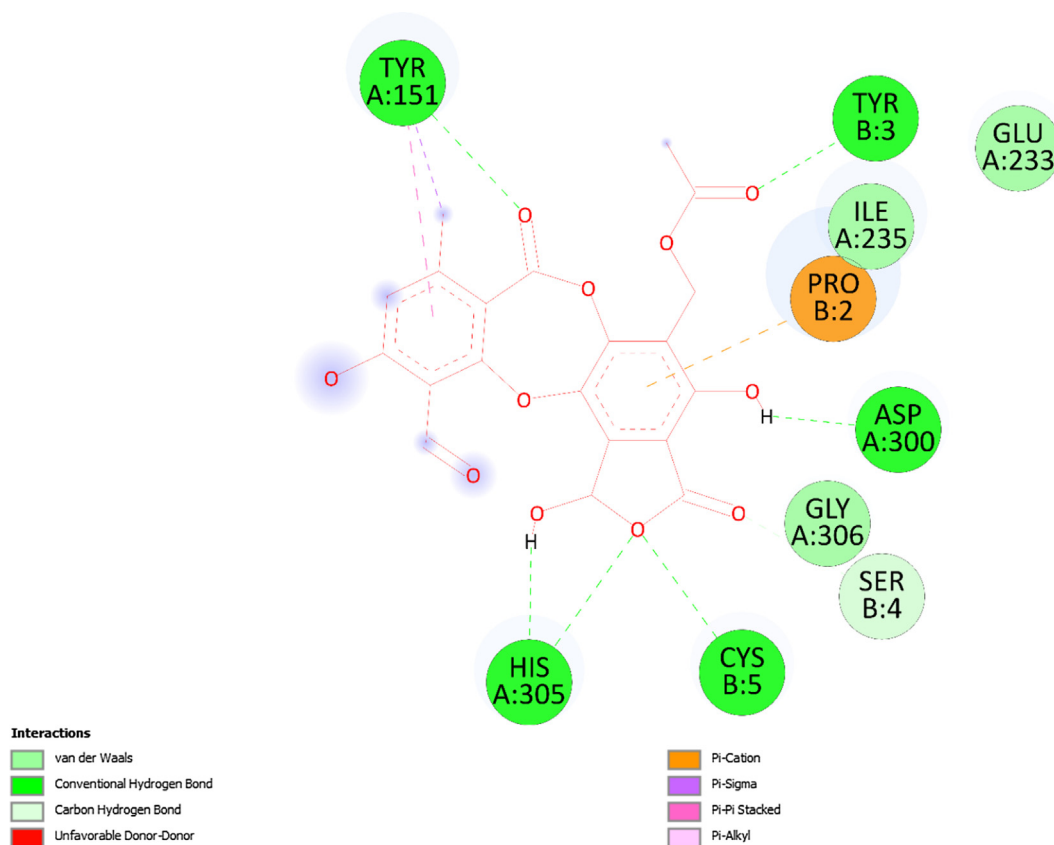 TYR
A:151
TYR
B:3
GLU
A:233
ILE
A:235
PRO
B:2
O
O
O
O
O
O
O
H
ASP
A:300
O
O
GLY
A:306
O
O
H
O
SER
B:4
HIS
A:305
CYS
B:5
Interactions
van der Waals
Conventional Hydrogen Bond
Carbon Hydrogen Bond
Unfavorable Donor-Donor
Pi-Cation
Pi-Sigma
Pi-Pi Stacked
Pi-Alkyl